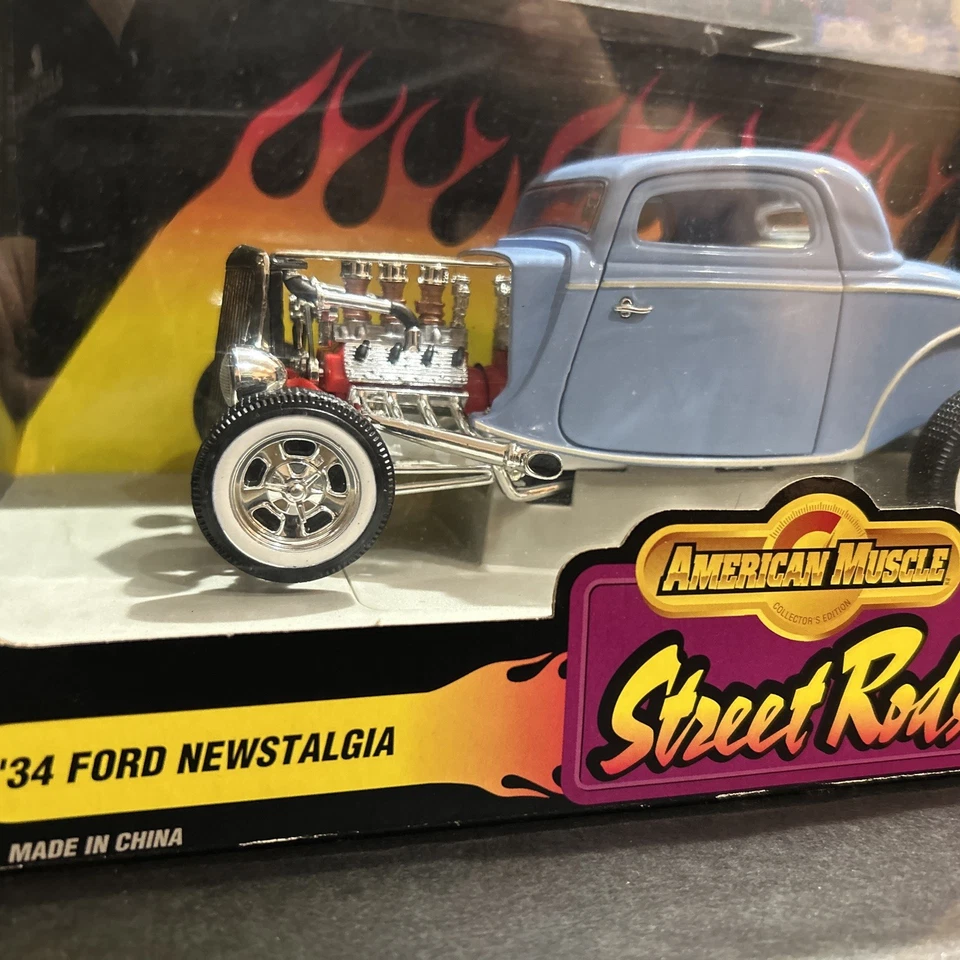 AMERICAN MUSCLE
COLLECTOR'S EDITION
Street Rods
'34 FORD NEWSTALGIA
MADE IN CHINA